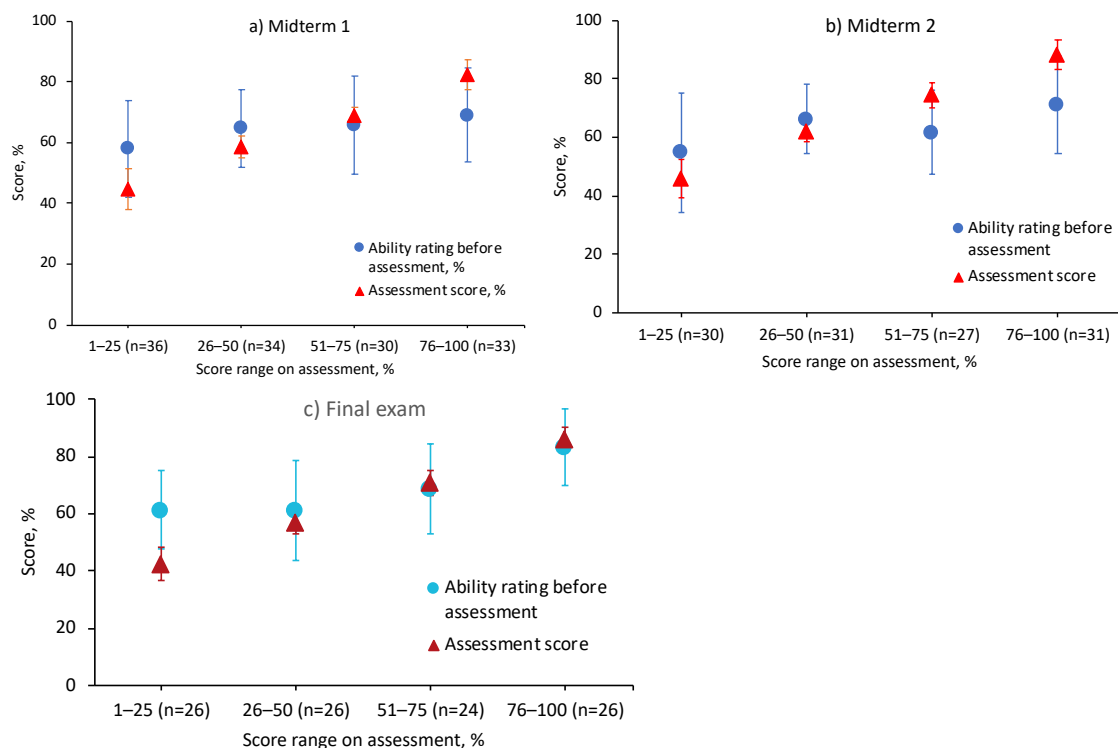 a) Midterm 1
100
80
60
40
20
0
Score, %
Ability rating before
assessment, %
Assessment score, %
1–25 (n=36) 26–50 (n=34) 51–75 (n=30) 76–100 (n=33)
Score range on assessment, %
b) Midterm 2
100
80
60
40
20
0
Score, %
Ability rating before
assessment
Assessment score
1–25 (n=30) 26–50 (n=31) 51–75 (n=27) 76–100 (n=31)
Score range on assessment, %
c) Final exam
100
80
60
40
20
0
Score, %
Ability rating before
assessment
Assessment score
1–25 (n=26) 26–50 (n=26) 51–75 (n=24) 76–100 (n=26)
Score range on assessment, %